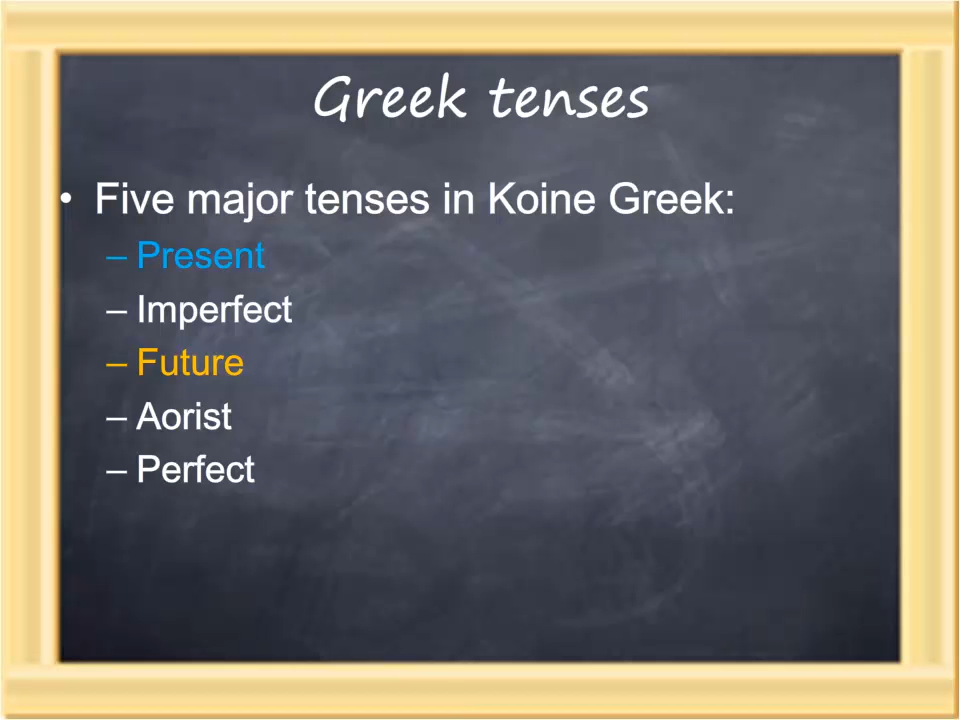 Greek tenses
• Five major tenses in Koine Greek:
– Present
– Imperfect
– Future
– Aorist
– Perfect